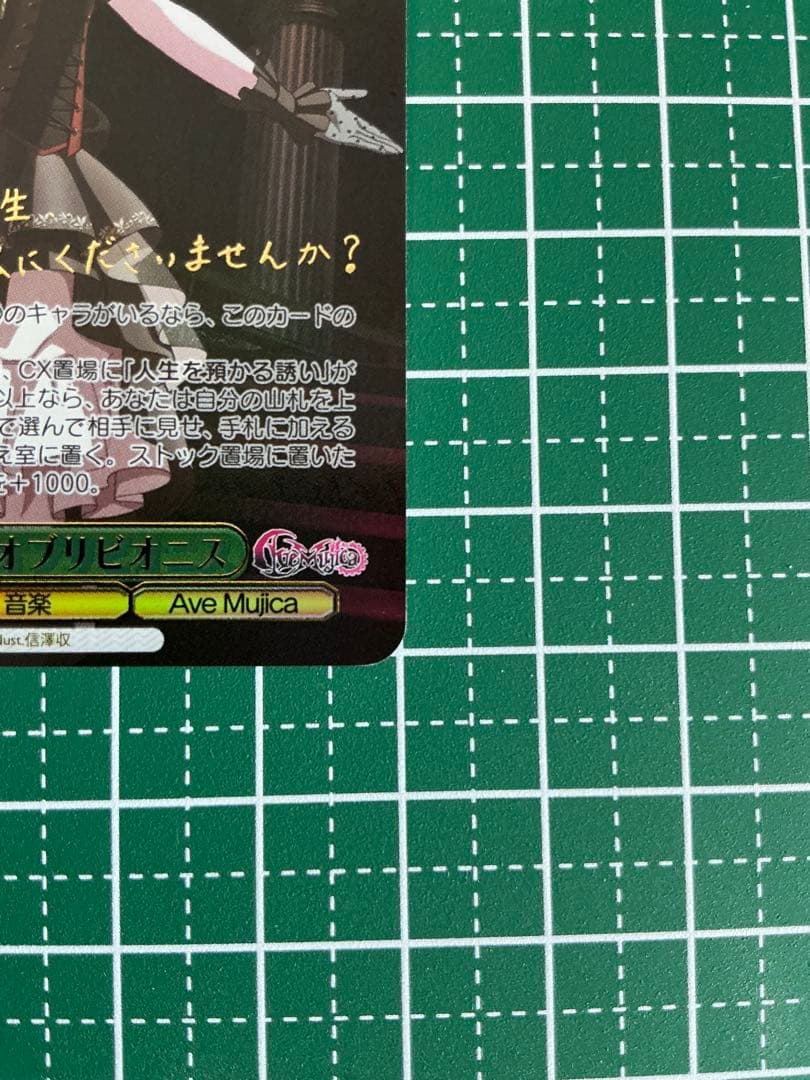 生、
にくださいませんか？
のキャラがいるなら、このカードの
、CX置場に「人生を預かる誘い」が
以上なら、あなたは自分の山札を上
で選んで相手に見せ、手札に加える
え室に置く。ストック置場に置いた
を＋1000。
オブリビオニス
Ave Mujica
音楽
Ave Mujica
lust.信澤収